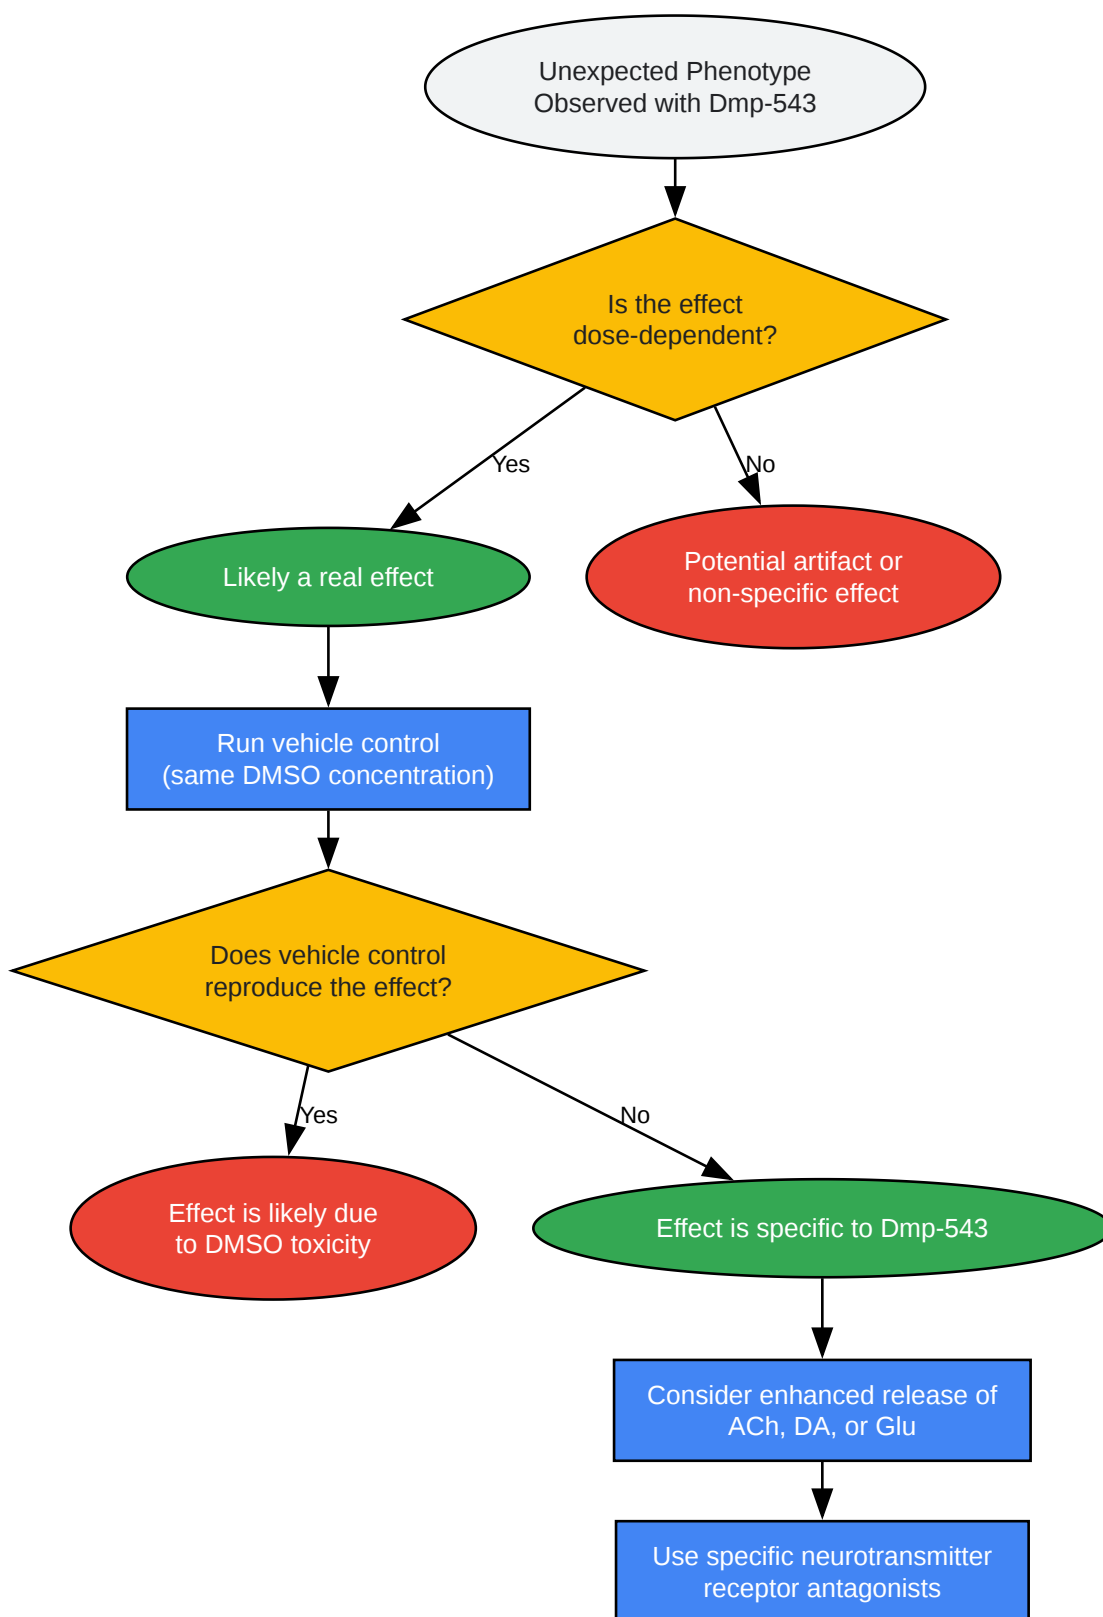 Unexpected Phenotype
Observed with Dmp-543
Is the effect
dose-dependent?
Yes
No
Likely a real effect
Potential artifact or
non-specific effect
Run vehicle control
(same DMSO concentration)
Does vehicle control
reproduce the effect?
Yes
No
Effect is likely due
to DMSO toxicity
Effect is specific to Dmp-543
Consider enhanced release of
ACh, DA, or Glu
Use specific neurotransmitter
receptor antagonists